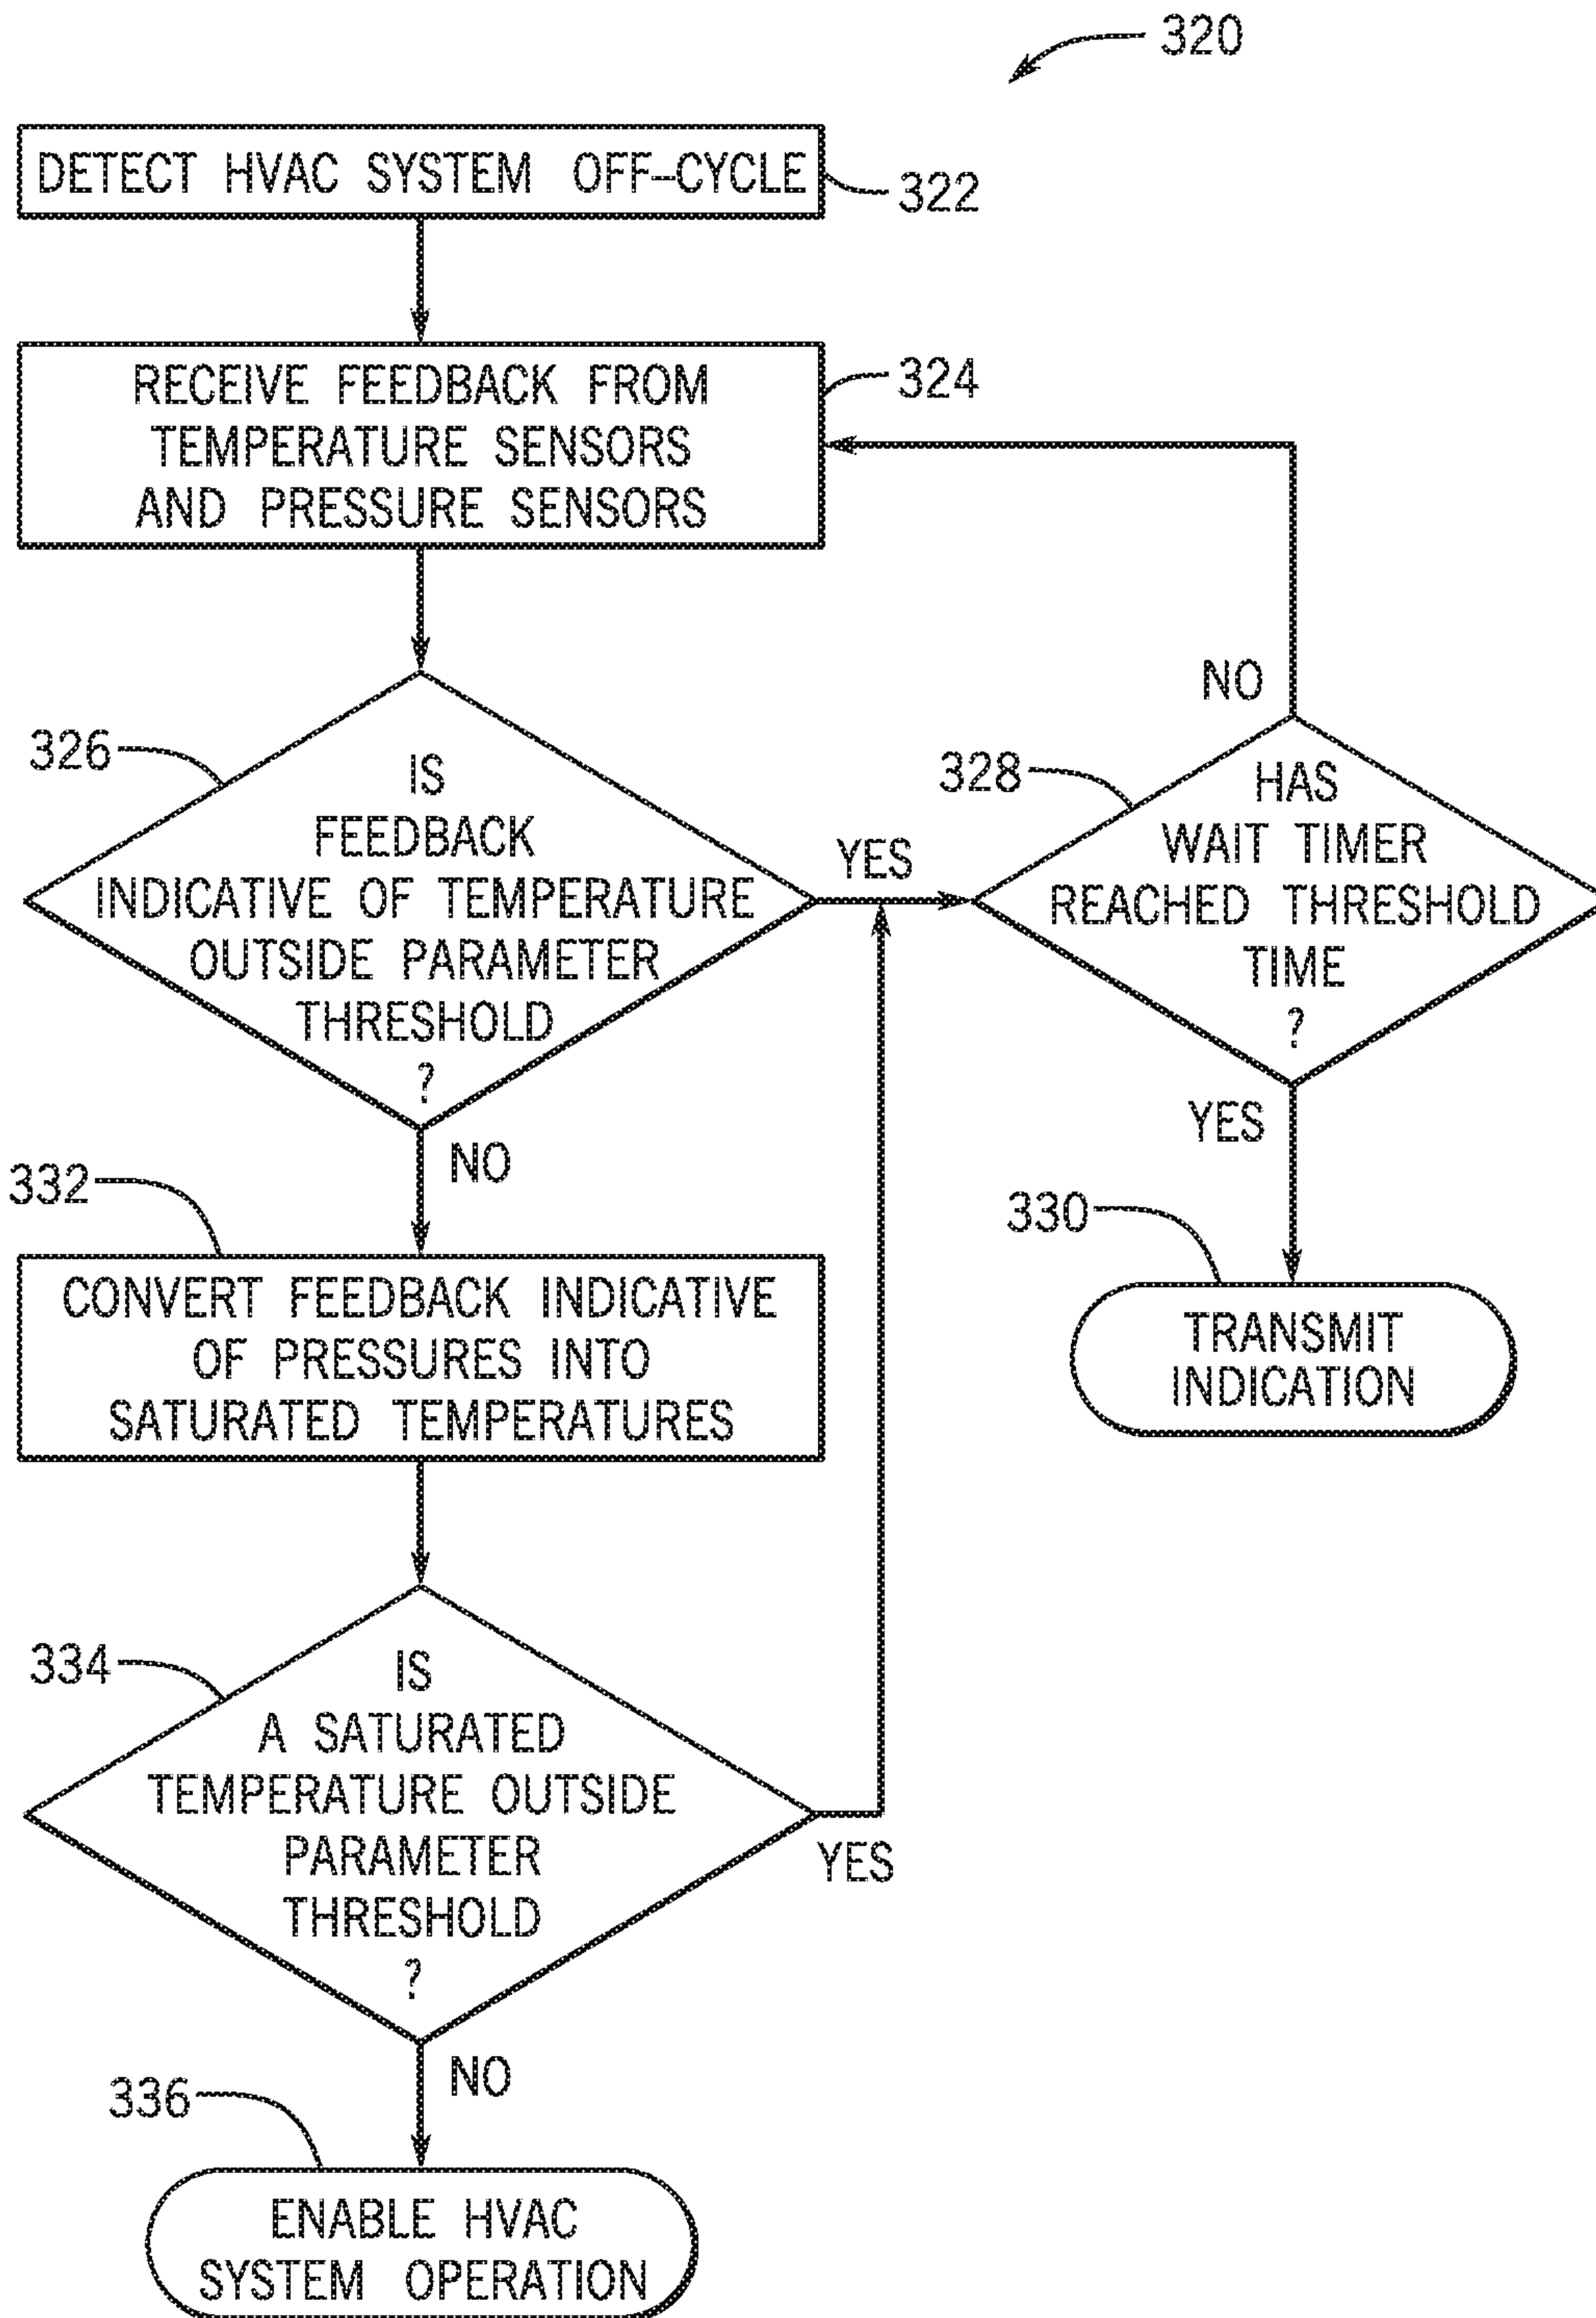 320
DETECT HVAC SYSTEM OFF–CYCLE
322
RECEIVE FEEDBACK FROM
TEMPERATURE SENSORS
AND PRESSURE SENSORS
324
326
IS
FEEDBACK
INDICATIVE OF TEMPERATURE
OUTSIDE PARAMETER
THRESHOLD
?
YES
NO
328
HAS
WAIT TIMER
REACHED THRESHOLD
TIME
?
NO
YES
330
TRANSMIT
INDICATION
332
CONVERT FEEDBACK INDICATIVE
OF PRESSURES INTO
SATURATED TEMPERATURES
334
IS
A SATURATED
TEMPERATURE OUTSIDE
PARAMETER
THRESHOLD
?
YES
NO
336
ENABLE HVAC
SYSTEM OPERATION